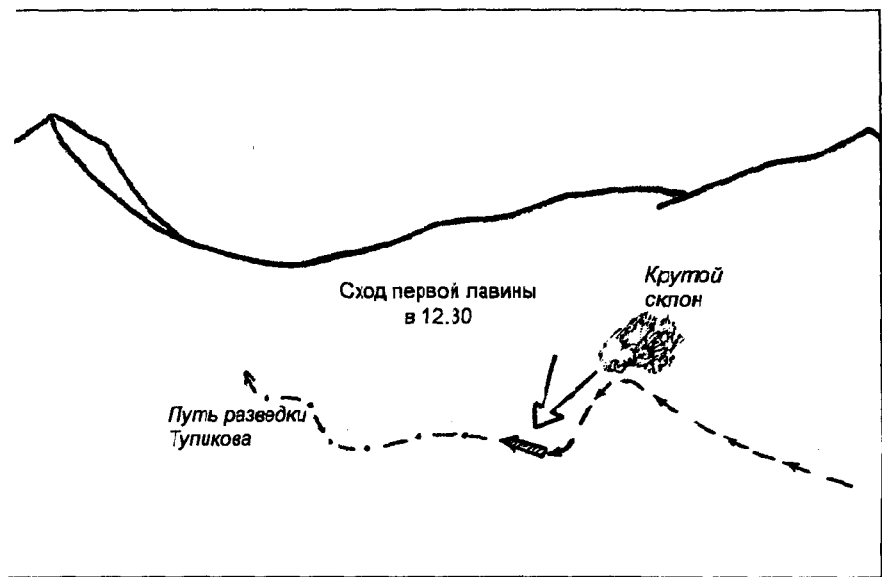 Сход первой лавины
в 12.30
Крутой
склон
Путь разведки
Тупикова